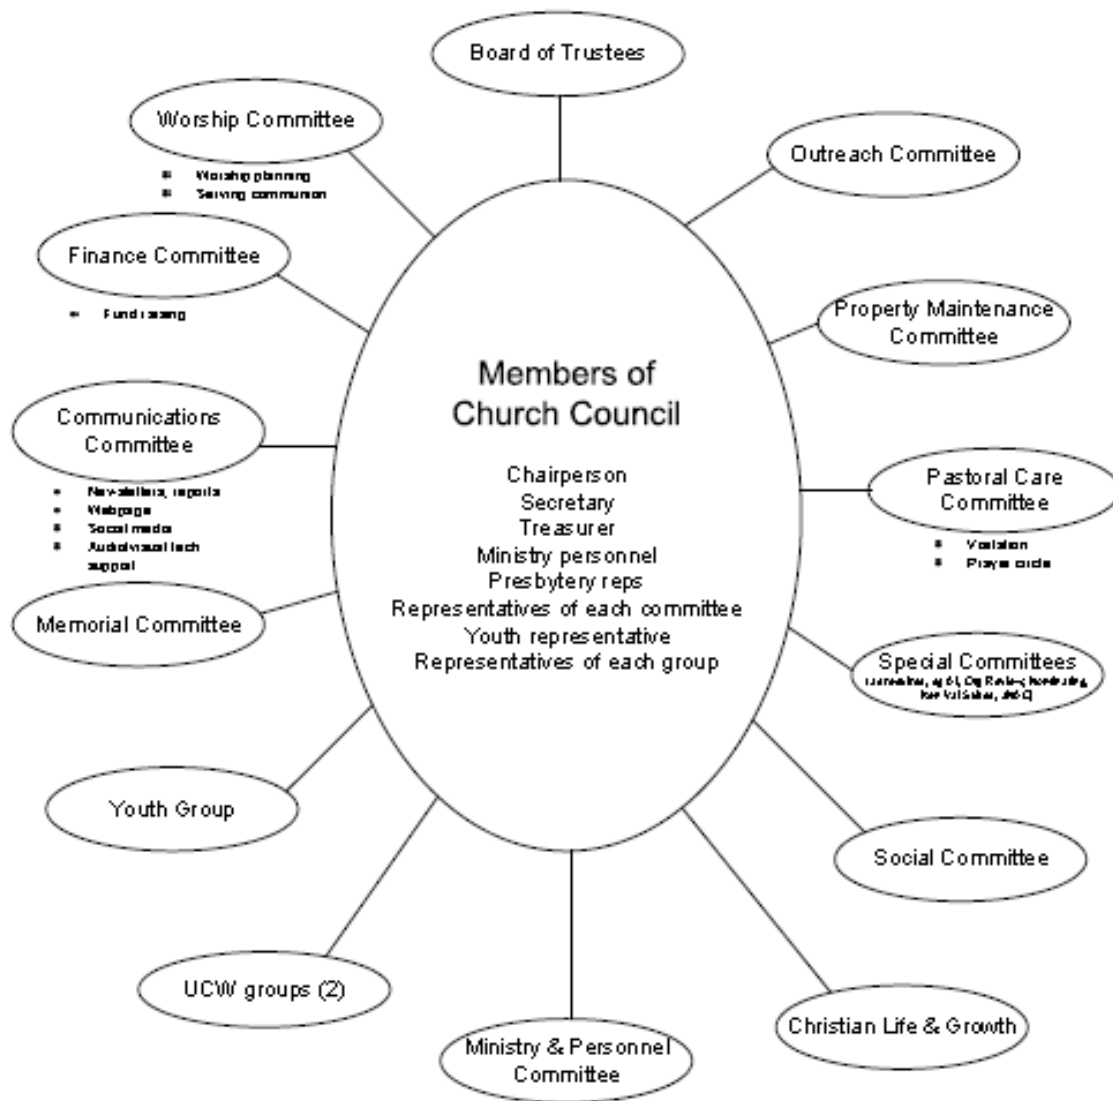 Board of Trustees
Worship Committee
Worship planning
Serving communion
Outreach Committee
Finance Committee
Fundraising
Property Maintenance
Committee
Members of
Church Council
Chairperson
Secretary
Treasurer
Ministry personnel
Presbytery reps
Representatives of each committee
Youth representative
Representatives of each group
Communications
Committee
Newsletters, reports
Webpage
Social media
Audio/visual tech
support
Pastoral Care
Committee
Visitation
Prayer circle
Memorial Committee
Special Committees
Youth Group
Social Committee
UCW groups (2)
Christian Life & Growth
Ministry & Personnel
Committee